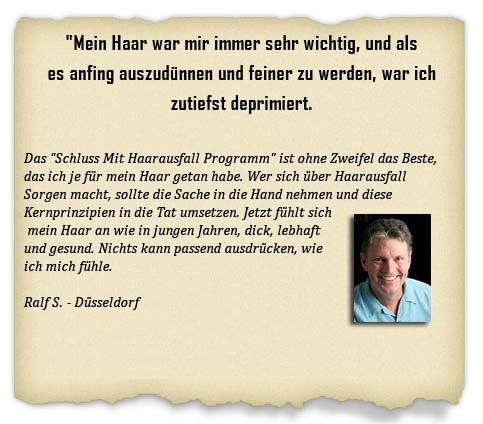 "Mein Haar war mir immer sehr wichtig, und als
es anfing auszudünnen und feiner zu werden, war ich
zutiefst deprimiert.
Das "Schluss Mit Haarausfall Programm" ist ohne Zweifel das Beste,
das ich je für mein Haar getan habe. Wer sich über Haarausfall
Sorgen macht, sollte die Sache in die Hand nehmen und diese
Kernprinzipien in die Tat umsetzen. Jetzt fühlt sich
mein Haar an wie in jungen Jahren, dick, lebhaft
und gesund. Nichts kann passend ausdrücken, wie
ich mich fühle.
Ralf S. - Düsseldorf